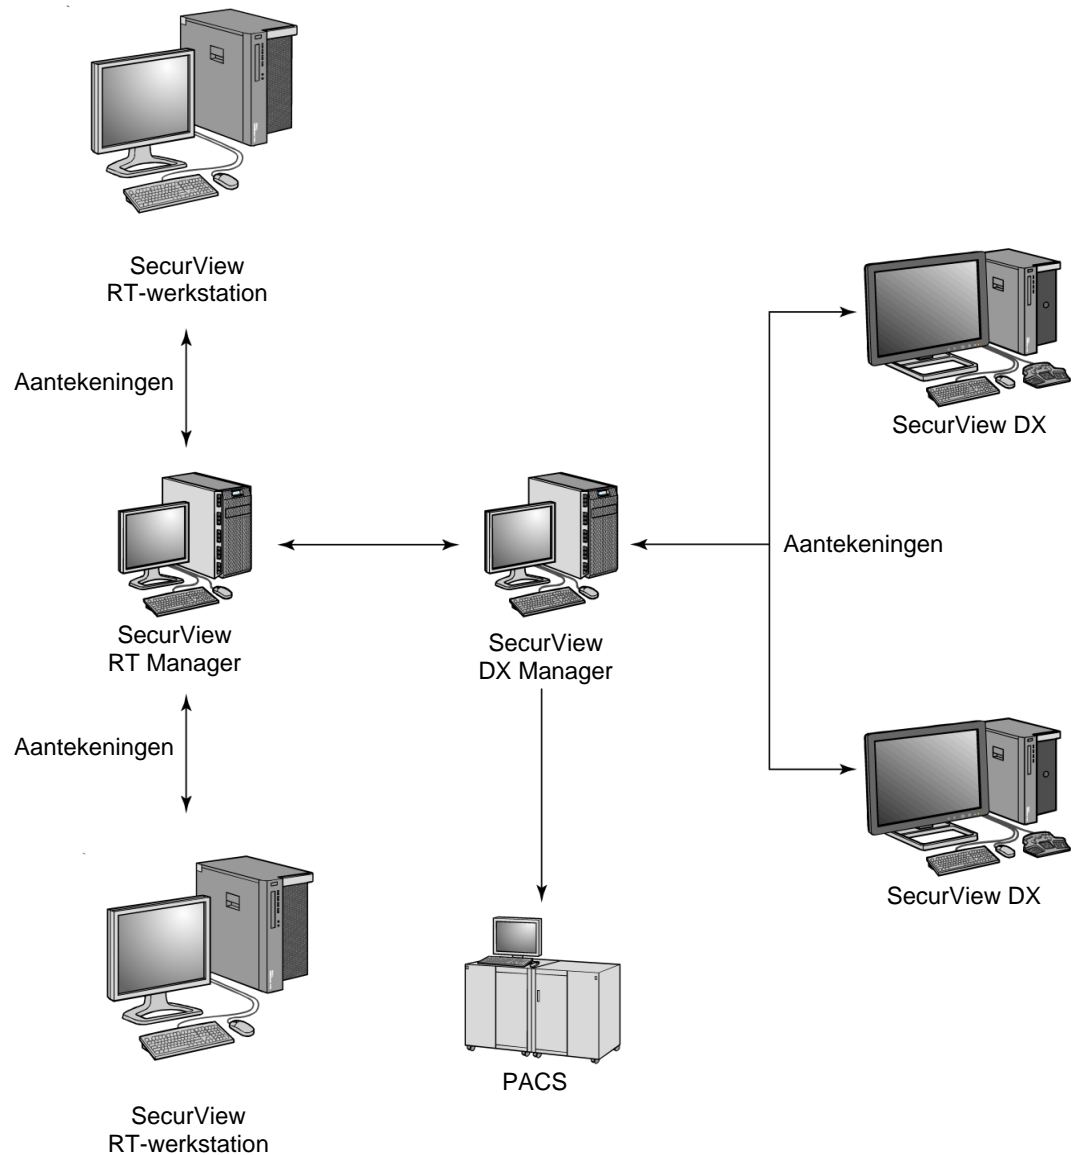 SecurView
RT-werkstation
Aantekeningen
SecurView DX
Aantekeningen
SecurView
RT Manager
SecurView
DX Manager
Aantekeningen
SecurView DX
PACS
SecurView
RT-werkstation